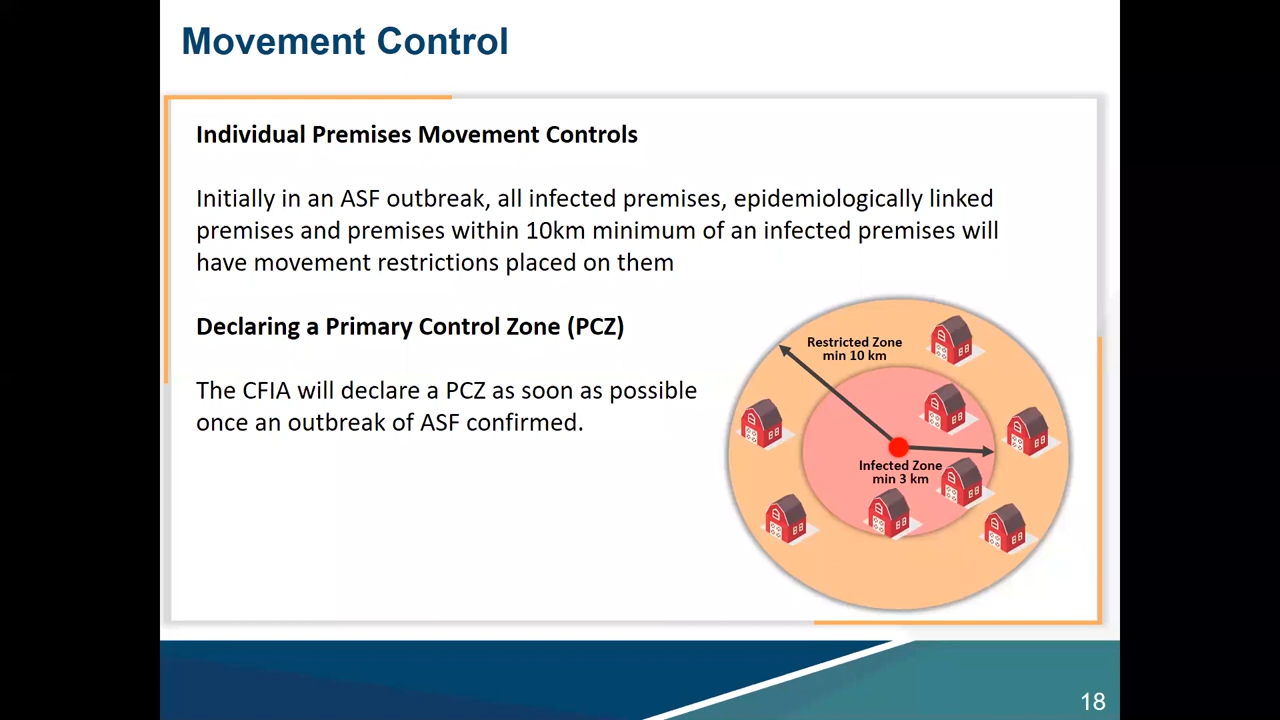 Movement Control
Individual Premises Movement Controls
Initially in an ASF outbreak, all infected premises, epidemiologically linked
premises and premises within 10km minimum of an infected premises will
have movement restrictions placed on them
Declaring a Primary Control Zone (PCZ)
The CFIA will declare a PCZ as soon as possible
once an outbreak of ASF confirmed.
Restricted Zone
min 10 km
Infected Zone
min 3 km
18